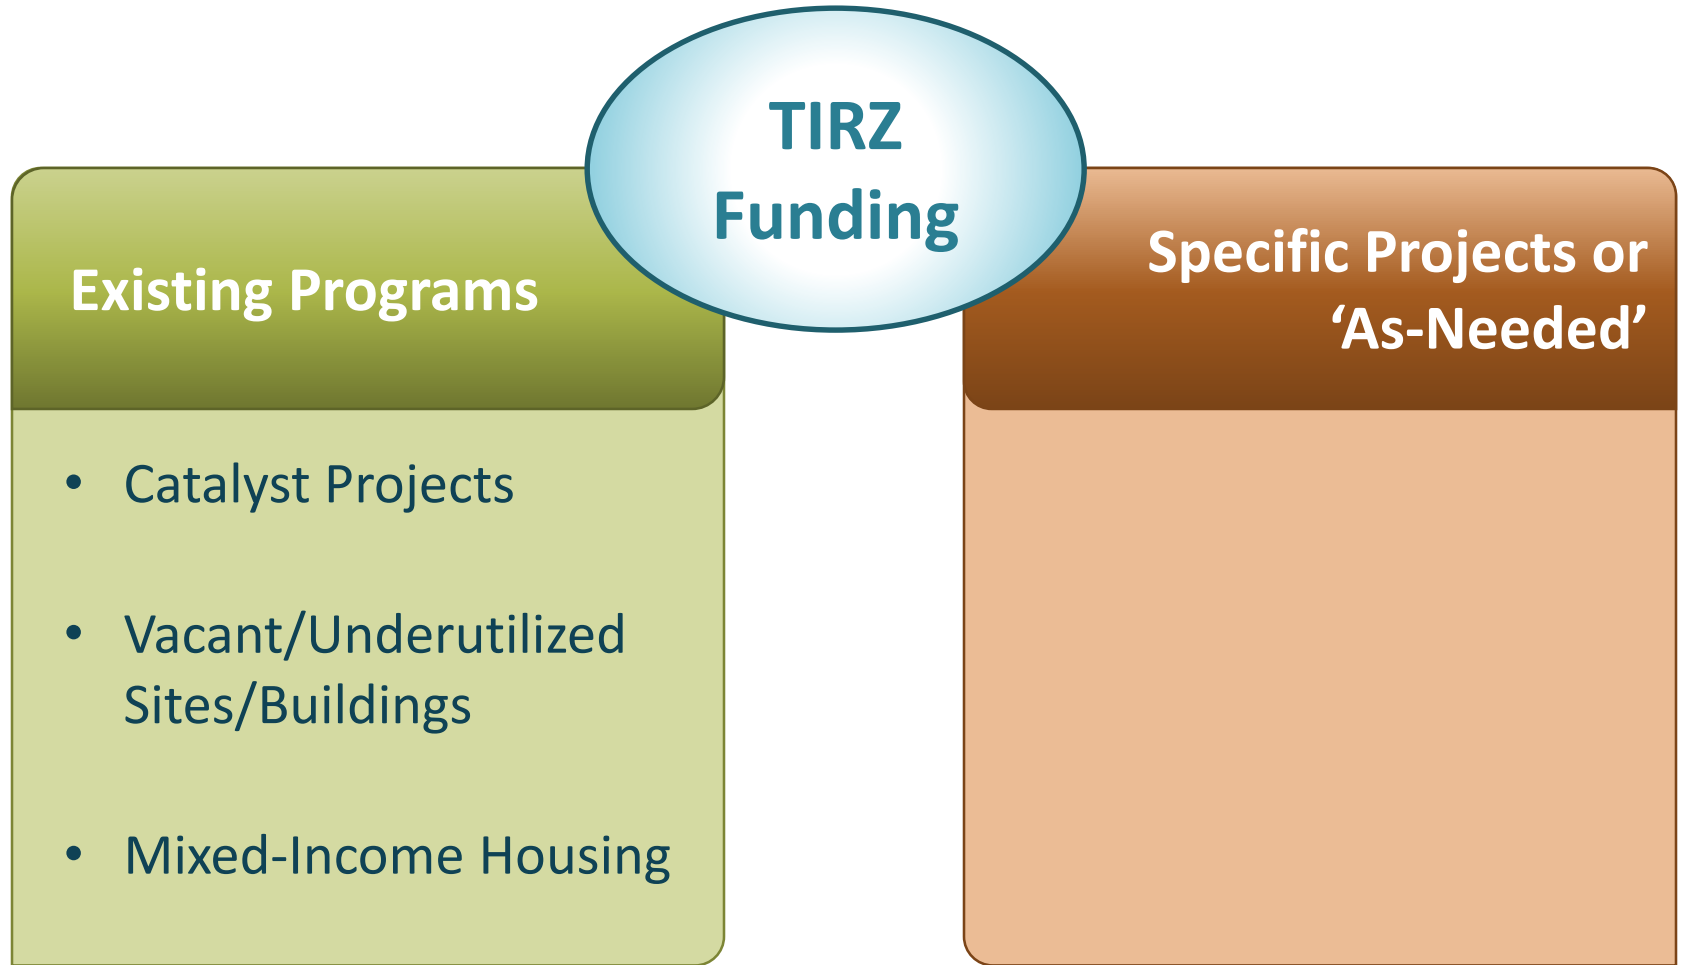 TIRZ
Funding
Existing Programs
• Catalyst Projects
• Vacant/Underutilized
Sites/Buildings
• Mixed-Income Housing
Specific Projects or
‘As-Needed’